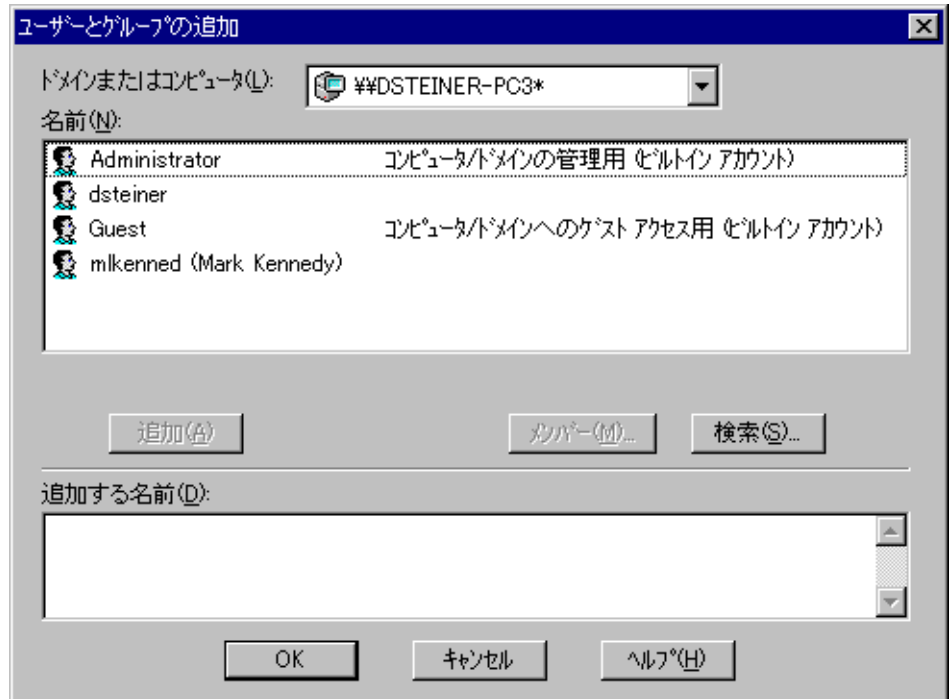 ﾕｰｻﾞｰとｸﾞﾙｰﾌﾟの追加
ﾄﾞﾒｲﾝまたはｺﾝﾋﾟｭｰﾀ(L):
¥¥DSTEINER-PC3*
名前(N):
Administrator ｺﾝﾋﾟｭｰﾀ/ﾄﾞﾒｲﾝの管理用 (ﾋﾞﾙﾄｲﾝ ｱｶｳﾝﾄ)
dsteiner
Guest ｺﾝﾋﾟｭｰﾀ/ﾄﾞﾒｲﾝへのｹﾞｽﾄ ｱｸｾｽ用 (ﾋﾞﾙﾄｲﾝ ｱｶｳﾝﾄ)
mlkenned (Mark Kennedy)
追加(A) ﾒﾝﾊﾞｰ(M)... 検索(S)...
追加する名前(D):
OK ｷｬﾝｾﾙ ﾍﾙﾌﾟ(H)